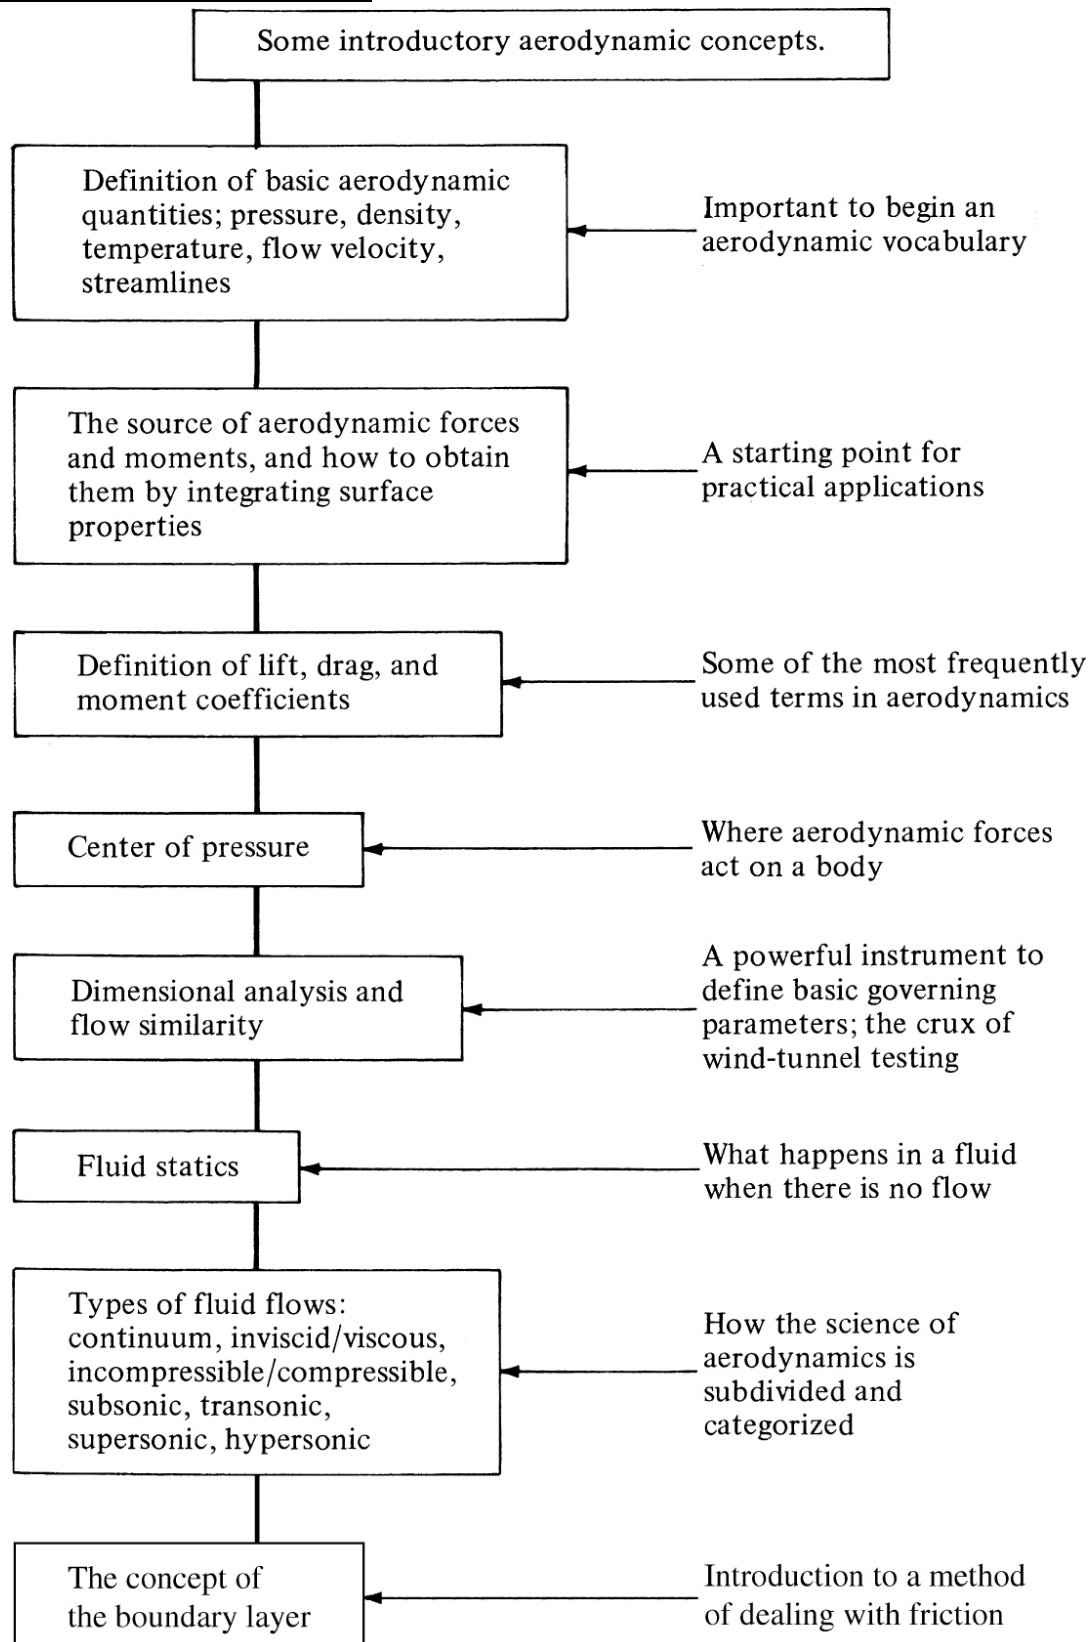 Some introductory aerodynamic concepts.
Definition of basic aerodynamic
quantities; pressure, density,
temperature, flow velocity,
streamlines
Important to begin an
aerodynamic vocabulary
The source of aerodynamic forces
and moments, and how to obtain
them by integrating surface
properties
A starting point for
practical applications
Definition of lift, drag, and
moment coefficients
Some of the most frequently
used terms in aerodynamics
Center of pressure
Where aerodynamic forces
act on a body
Dimensional analysis and
flow similarity
A powerful instrument to
define basic governing
parameters; the crux of
wind-tunnel testing
Fluid statics
What happens in a fluid
when there is no flow
Types of fluid flows:
continuum, inviscid/viscous,
incompressible/compressible,
subsonic, transonic,
supersonic, hypersonic
How the science of
aerodynamics is
subdivided and
categorized
The concept of
the boundary layer
Introduction to a method
of dealing with friction